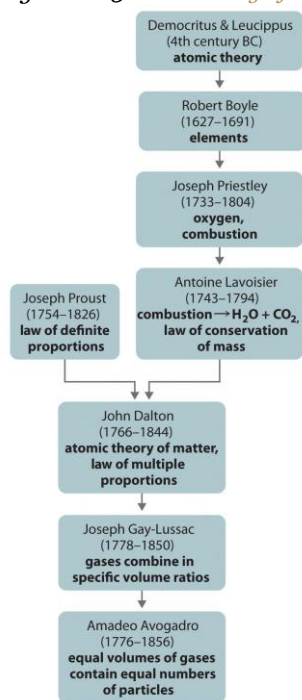 Democritus & Leucippus
(4th century BC)
atomic theory
Robert Boyle
(1627–1691)
elements
Joseph Priestley
(1733–1804)
oxygen,
combustion
Antoine Lavoisier
(1743–1794)
combustion → H₂O + CO₂,
law of conservation
of mass
Joseph Proust
(1754–1826)
law of definite
proportions
John Dalton
(1766–1844)
atomic theory of matter,
law of multiple
proportions
Joseph Gay-Lussac
(1778–1850)
gases combine in
specific volume ratios
Amadeo Avogadro
(1776–1856)
equal volumes of gases
contain equal numbers
of particles